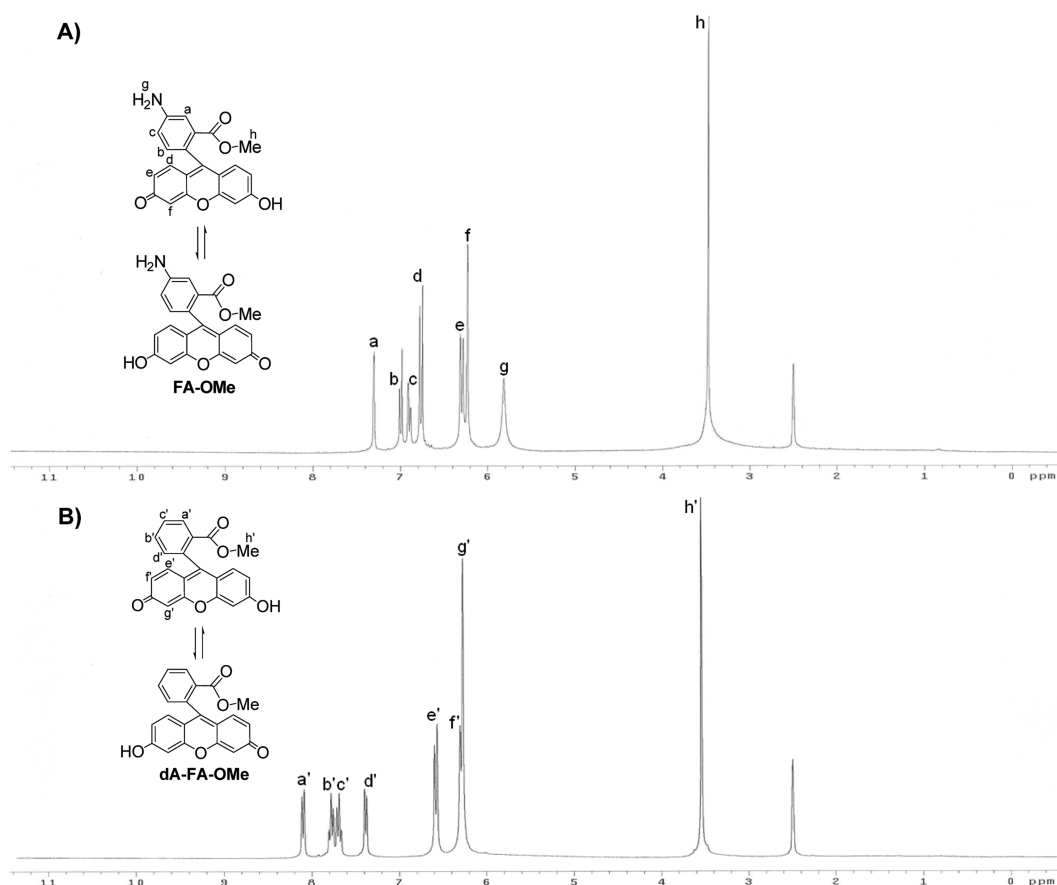 A)
h
g
H₂N
a
O
c
h
O–Me
b
d
e
O
f
O
OH
H₂N
O
O–Me
HO
O
O
FA-OMe
a
b
c
d
e
f
g
11 10 9 8 7 6 5 4 3 2 1 0 ppm
B)
c'
a'
O
b'
h'
O–Me
d'
e'
f'
O
g'
O
OH
O
O–Me
HO
O
O
dA-FA-OMe
a'
b'
c'
d'
e'
f'
g'
h'
11 10 9 8 7 6 5 4 3 2 1 0 ppm